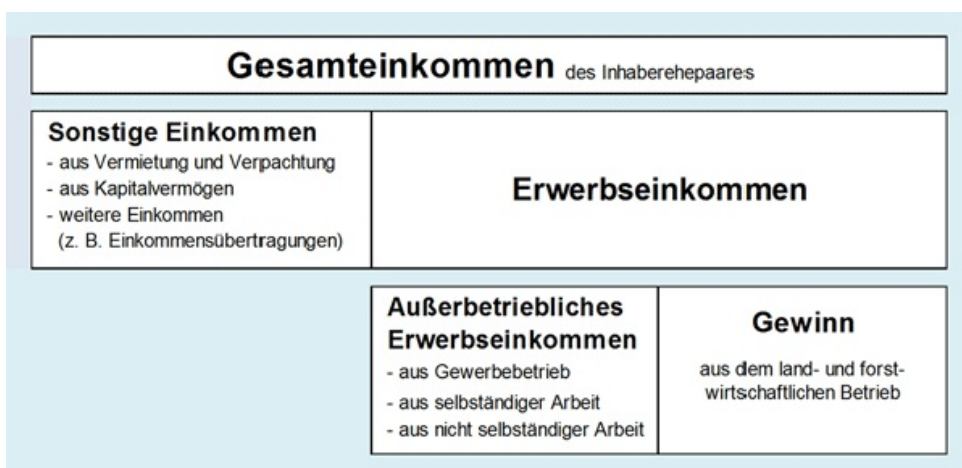 Gesamteinkommen des Inhaberehepaares
Sonstige Einkommen
- aus Vermietung und Verpachtung
- aus Kapitalvermögen
- weitere Einkommen
(z. B. Einkommensübertragungen)
Erwerbseinkommen
Außerbetriebliches
Erwerbseinkommen
- aus Gewerbebetrieb
- aus selbständiger Arbeit
- aus nicht selbständiger Arbeit
Gewinn
aus dem land- und forst-
wirtschaftlichen Betrieb